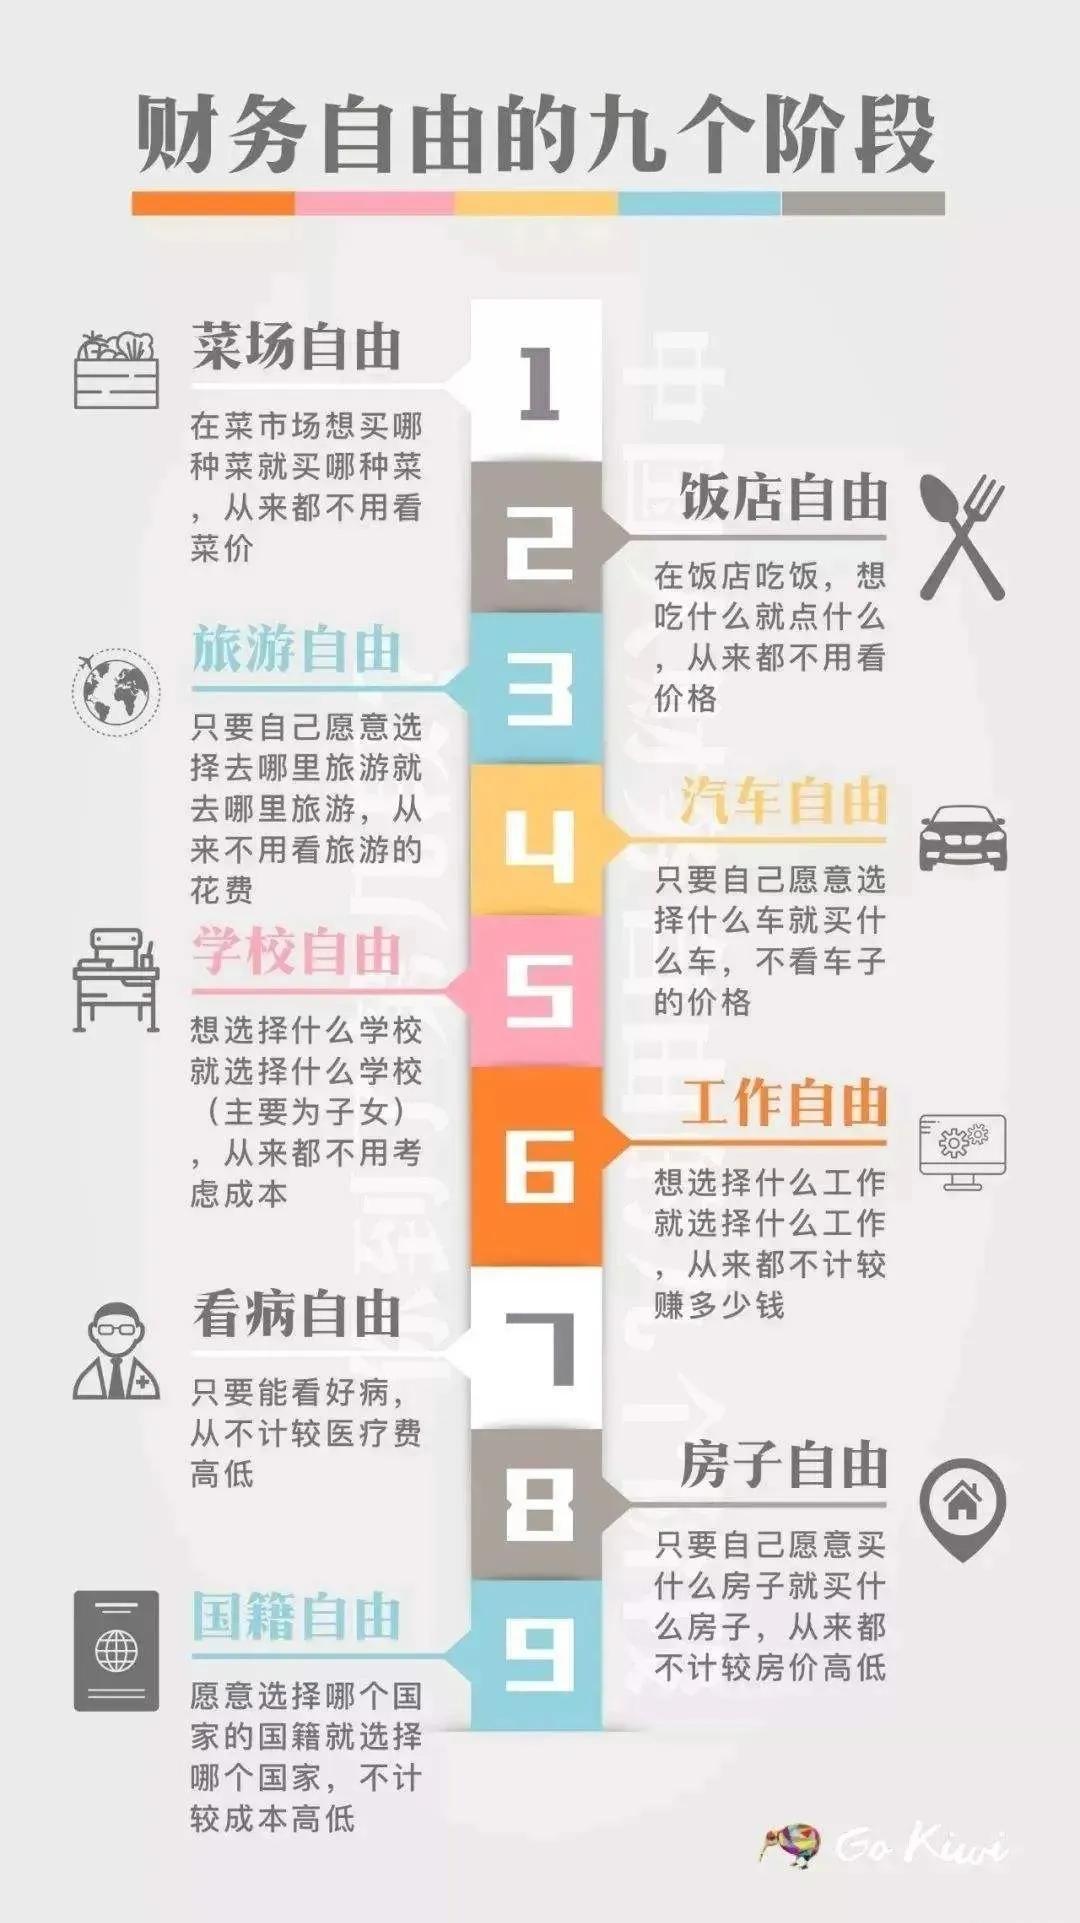 财务自由的九个阶段
1
菜场自由
在菜市场想买哪
种菜就买哪种菜
，从来都不用看
菜价
2
饭店自由
在饭店吃饭，想
吃什么就点什么
，从来都不用看
价格
3
旅游自由
只要自己愿意选
择去哪里旅游就
去哪里旅游，从
来不用看旅游的
花费
4
汽车自由
只要自己愿意选
择什么车就买什
么车，不看车子
的价格
5
学校自由
想选择什么学校
就选择什么学校
（主要为子女）
，从来都不用考
虑成本
6
工作自由
想选择什么工作
就选择什么工作
，从来都不计较
赚多少钱
7
看病自由
只要能看好病，
从不计较医疗费
高低
8
房子自由
只要自己愿意买
什么房子就买什
么房子，从来都
不计较房价高低
9
国籍自由
愿意选择哪个国
家的国籍就选择
哪个国家，不计
较成本高低
Go Kiwi